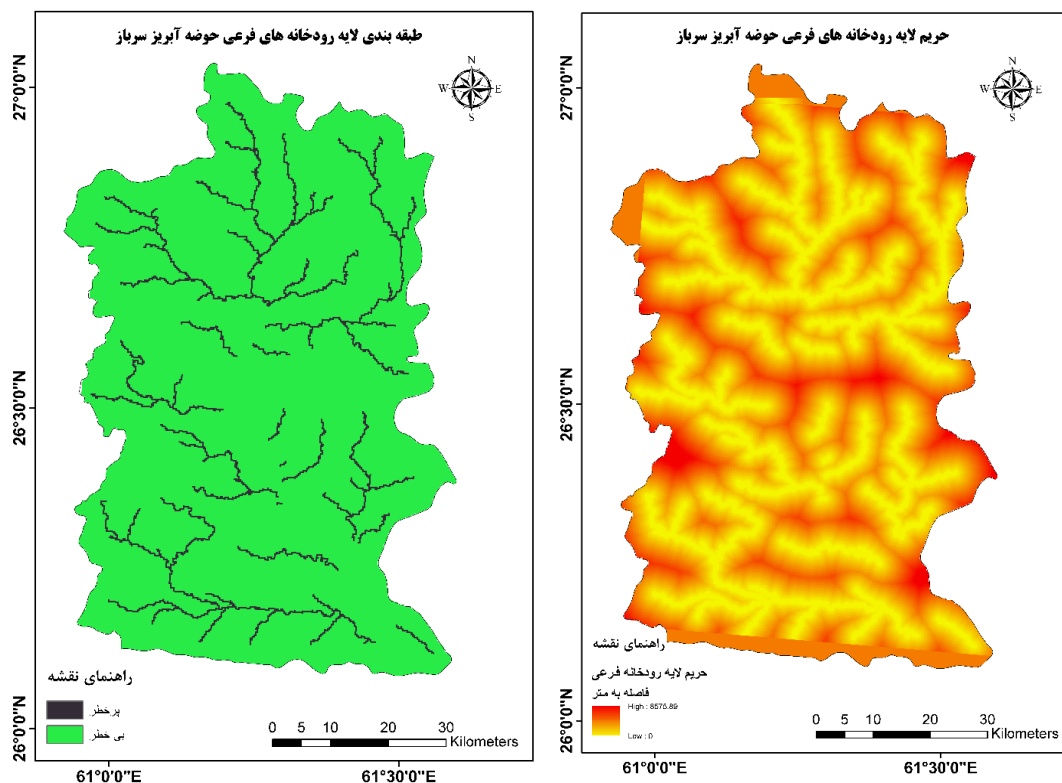 طبقه بندی لایه رودخانه های فرعی حوضه آبریز سرباز
N
W E
S
27°0'0"N
26°30'0"N
26°0'0"N
راهنمای نقشه
پرخطر
بی خطر
0 5 10 20 30
Kilometers
61°0'0"E 61°30'0"E
حریم لایه رودخانه های فرعی حوضه آبریز سرباز
N
W E
S
27°0'0"N
26°30'0"N
26°0'0"N
راهنمای نقشه
حریم لایه رودخانه فرعی
فاصله به متر
High : 8575.89
Low : 0
0 5 10 20 30
Kilometers
61°0'0"E 61°30'0"E